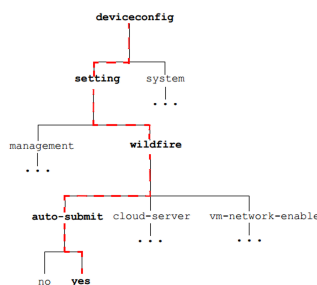 deviceconfig
setting system
...
management wildfire
...
auto-submit cloud-server vm-network-enable
... ...
no yes